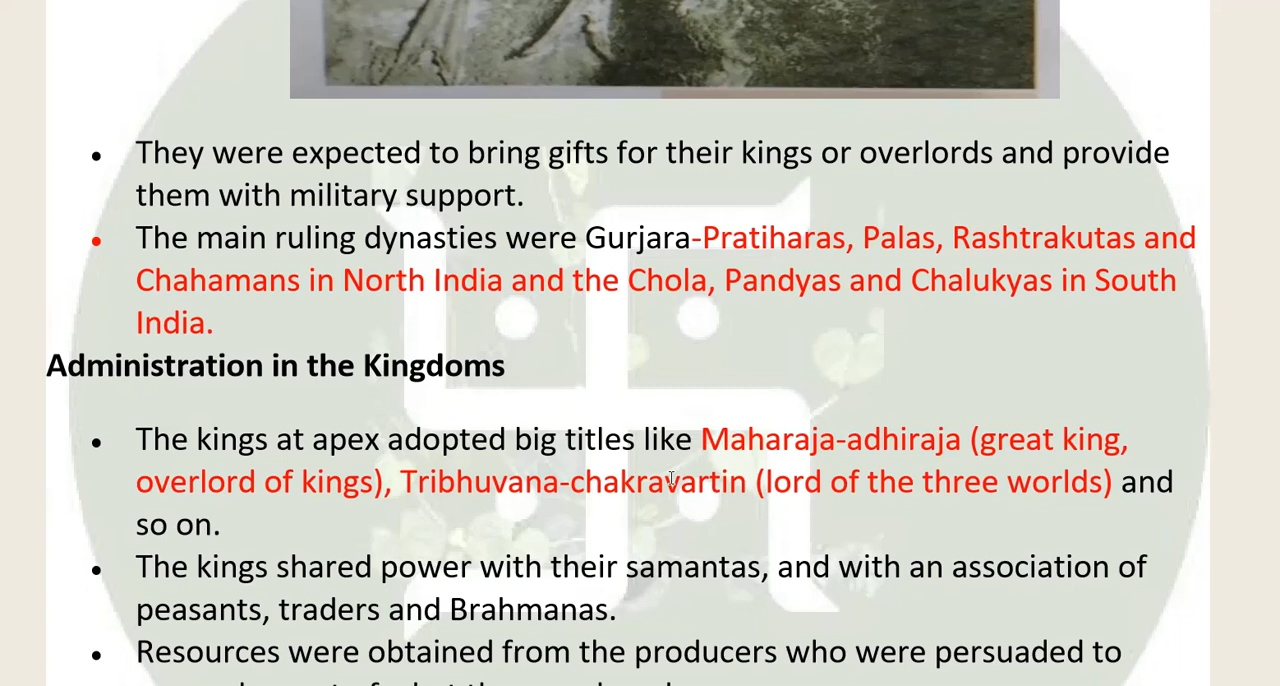 • They were expected to bring gifts for their kings or overlords and provide
them with military support.
• The main ruling dynasties were Gurjara-Pratiharas, Palas, Rashtrakutas and
Chahamans in North India and the Chola, Pandyas and Chalukyas in South
India.
Administration in the Kingdoms
• The kings at apex adopted big titles like Maharaja-adhiraja (great king,
overlord of kings), Tribhuvana-chakravartin (lord of the three worlds) and
so on.
• The kings shared power with their samantas, and with an association of
peasants, traders and Brahmanas.
• Resources were obtained from the producers who were persuaded to